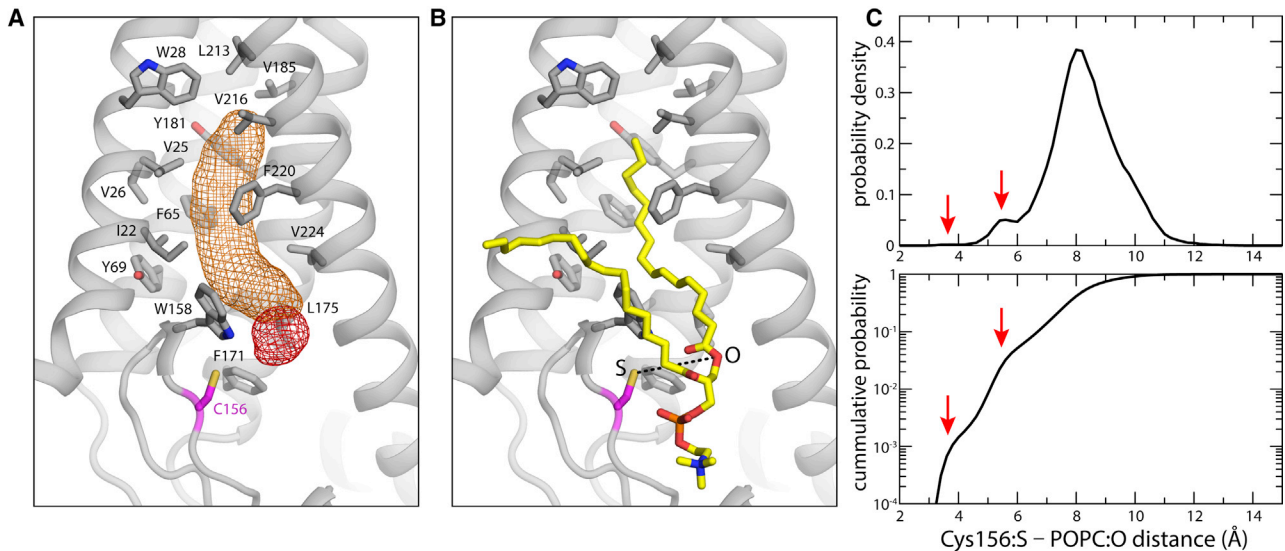 A
W28
L213
V185
V216
Y181
V25
F220
V26
F65
I22
V224
Y69
W158
L175
F171
C156
B
S
O
C
probability density
0.4
0.3
0.2
0.1
0
cummulative probability
1
10-1
10-2
10-3
10-4
2 4 6 8 10 12 14
Cys156:S – POPC:O distance (Å)